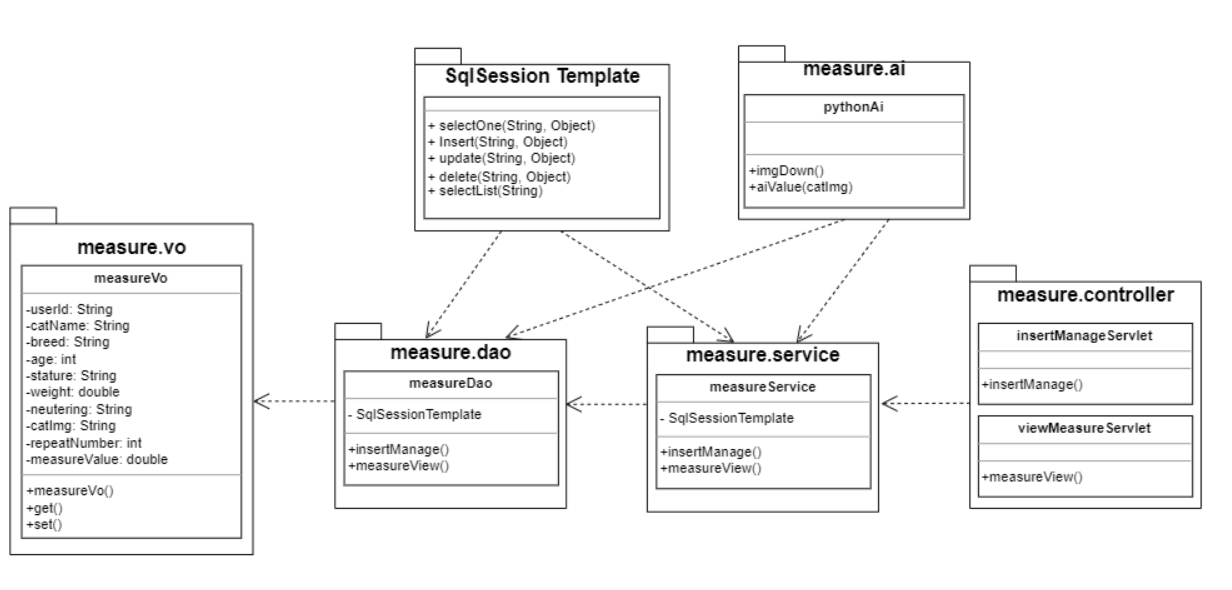 SqlSession Template
+ selectOne(String, Object)
+ Insert(String, Object)
+ update(String, Object)
+ delete(String, Object)
+ selectList(String)
measure.ai
pythonAi
+imgDown()
+aiValue(catImg)
measure.vo
measureVo
-userId: String
-catName: String
-breed: String
-age: int
-stature: String
-weight: double
-neutering: String
-catImg: String
-repeatNumber: int
-measureValue: double
+measureVo()
+get()
+set()
measure.dao
measureDao
- SqlSessionTemplate
+insertManage()
+measureView()
measure.service
measureService
- SqlSessionTemplate
+insertManage()
+measureView()
measure.controller
insertManageServlet
+insertManage()
viewMeasureServlet
+measureView()